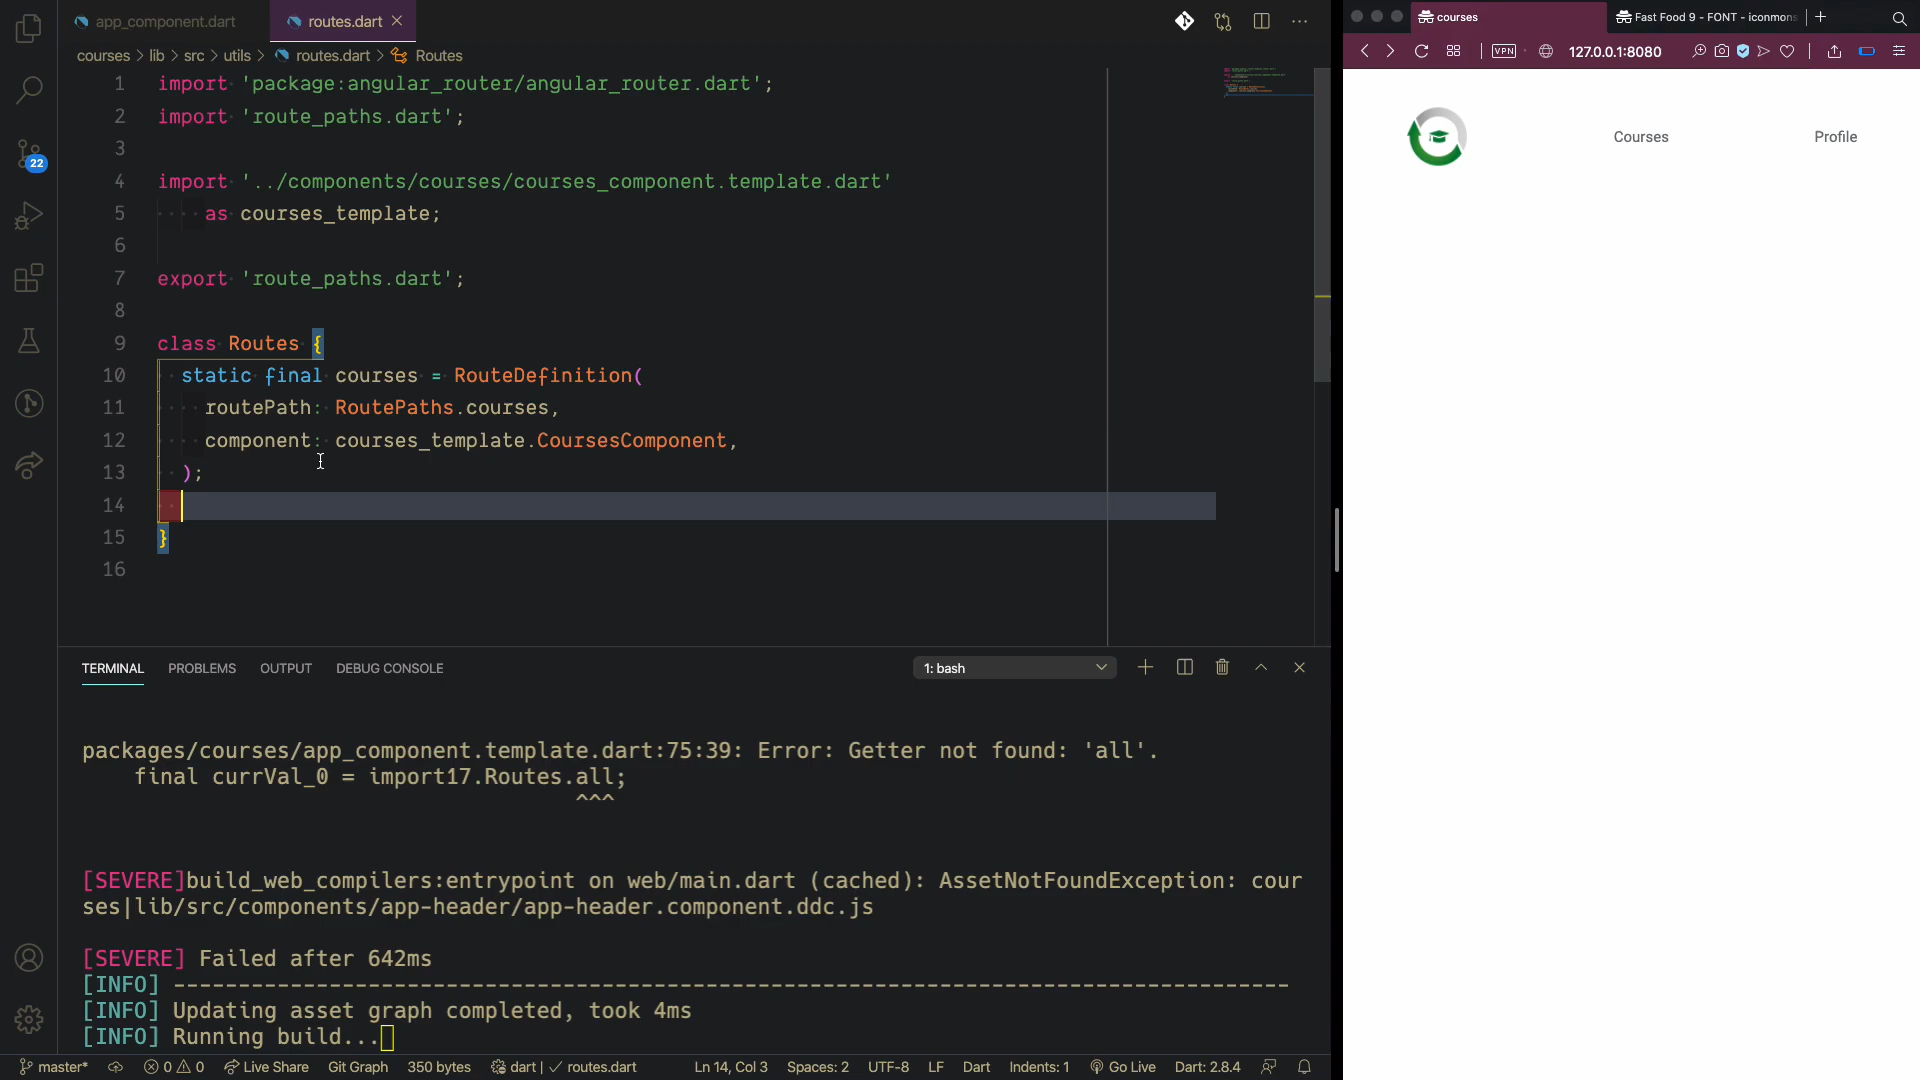 app_component.dart
routes.dart
courses > lib > src > utils > routes.dart > Routes
1 import 'package:angular_router/angular_router.dart';
2 import 'route_paths.dart';
3
4 import '../components/courses/courses_component.template.dart'
5 as courses_template;
6
7 export 'route_paths.dart';
8
9 class Routes {
10 static final courses = RouteDefinition(
11 routePath: RoutePaths.courses,
12 component: courses_template.CoursesComponent,
13 );
14
15 }
16
22
TERMINAL PROBLEMS OUTPUT DEBUG CONSOLE
1: bash
packages/courses/app_component.template.dart:75:39: Error: Getter not found: 'all'.
final currVal_0 = import17.Routes.all;
^^^
[SEVERE]build_web_compilers:entrypoint on web/main.dart (cached): AssetNotFoundException: cour
ses|lib/src/components/app-header/app-header.component.ddc.js
[SEVERE] Failed after 642ms
[INFO] --------------------------------------------------------------------------------------
[INFO] Updating asset graph completed, took 4ms
[INFO] Running build...
master* 0 0 Live Share Git Graph 350 bytes dart | routes.dart Ln 14, Col 3 Spaces: 2 UTF-8 LF Dart Indents: 1 Go Live Dart: 2.8.4
courses
Fast Food 9 - FONT - iconmons
VPN 127.0.0.1:8080
Courses
Profile